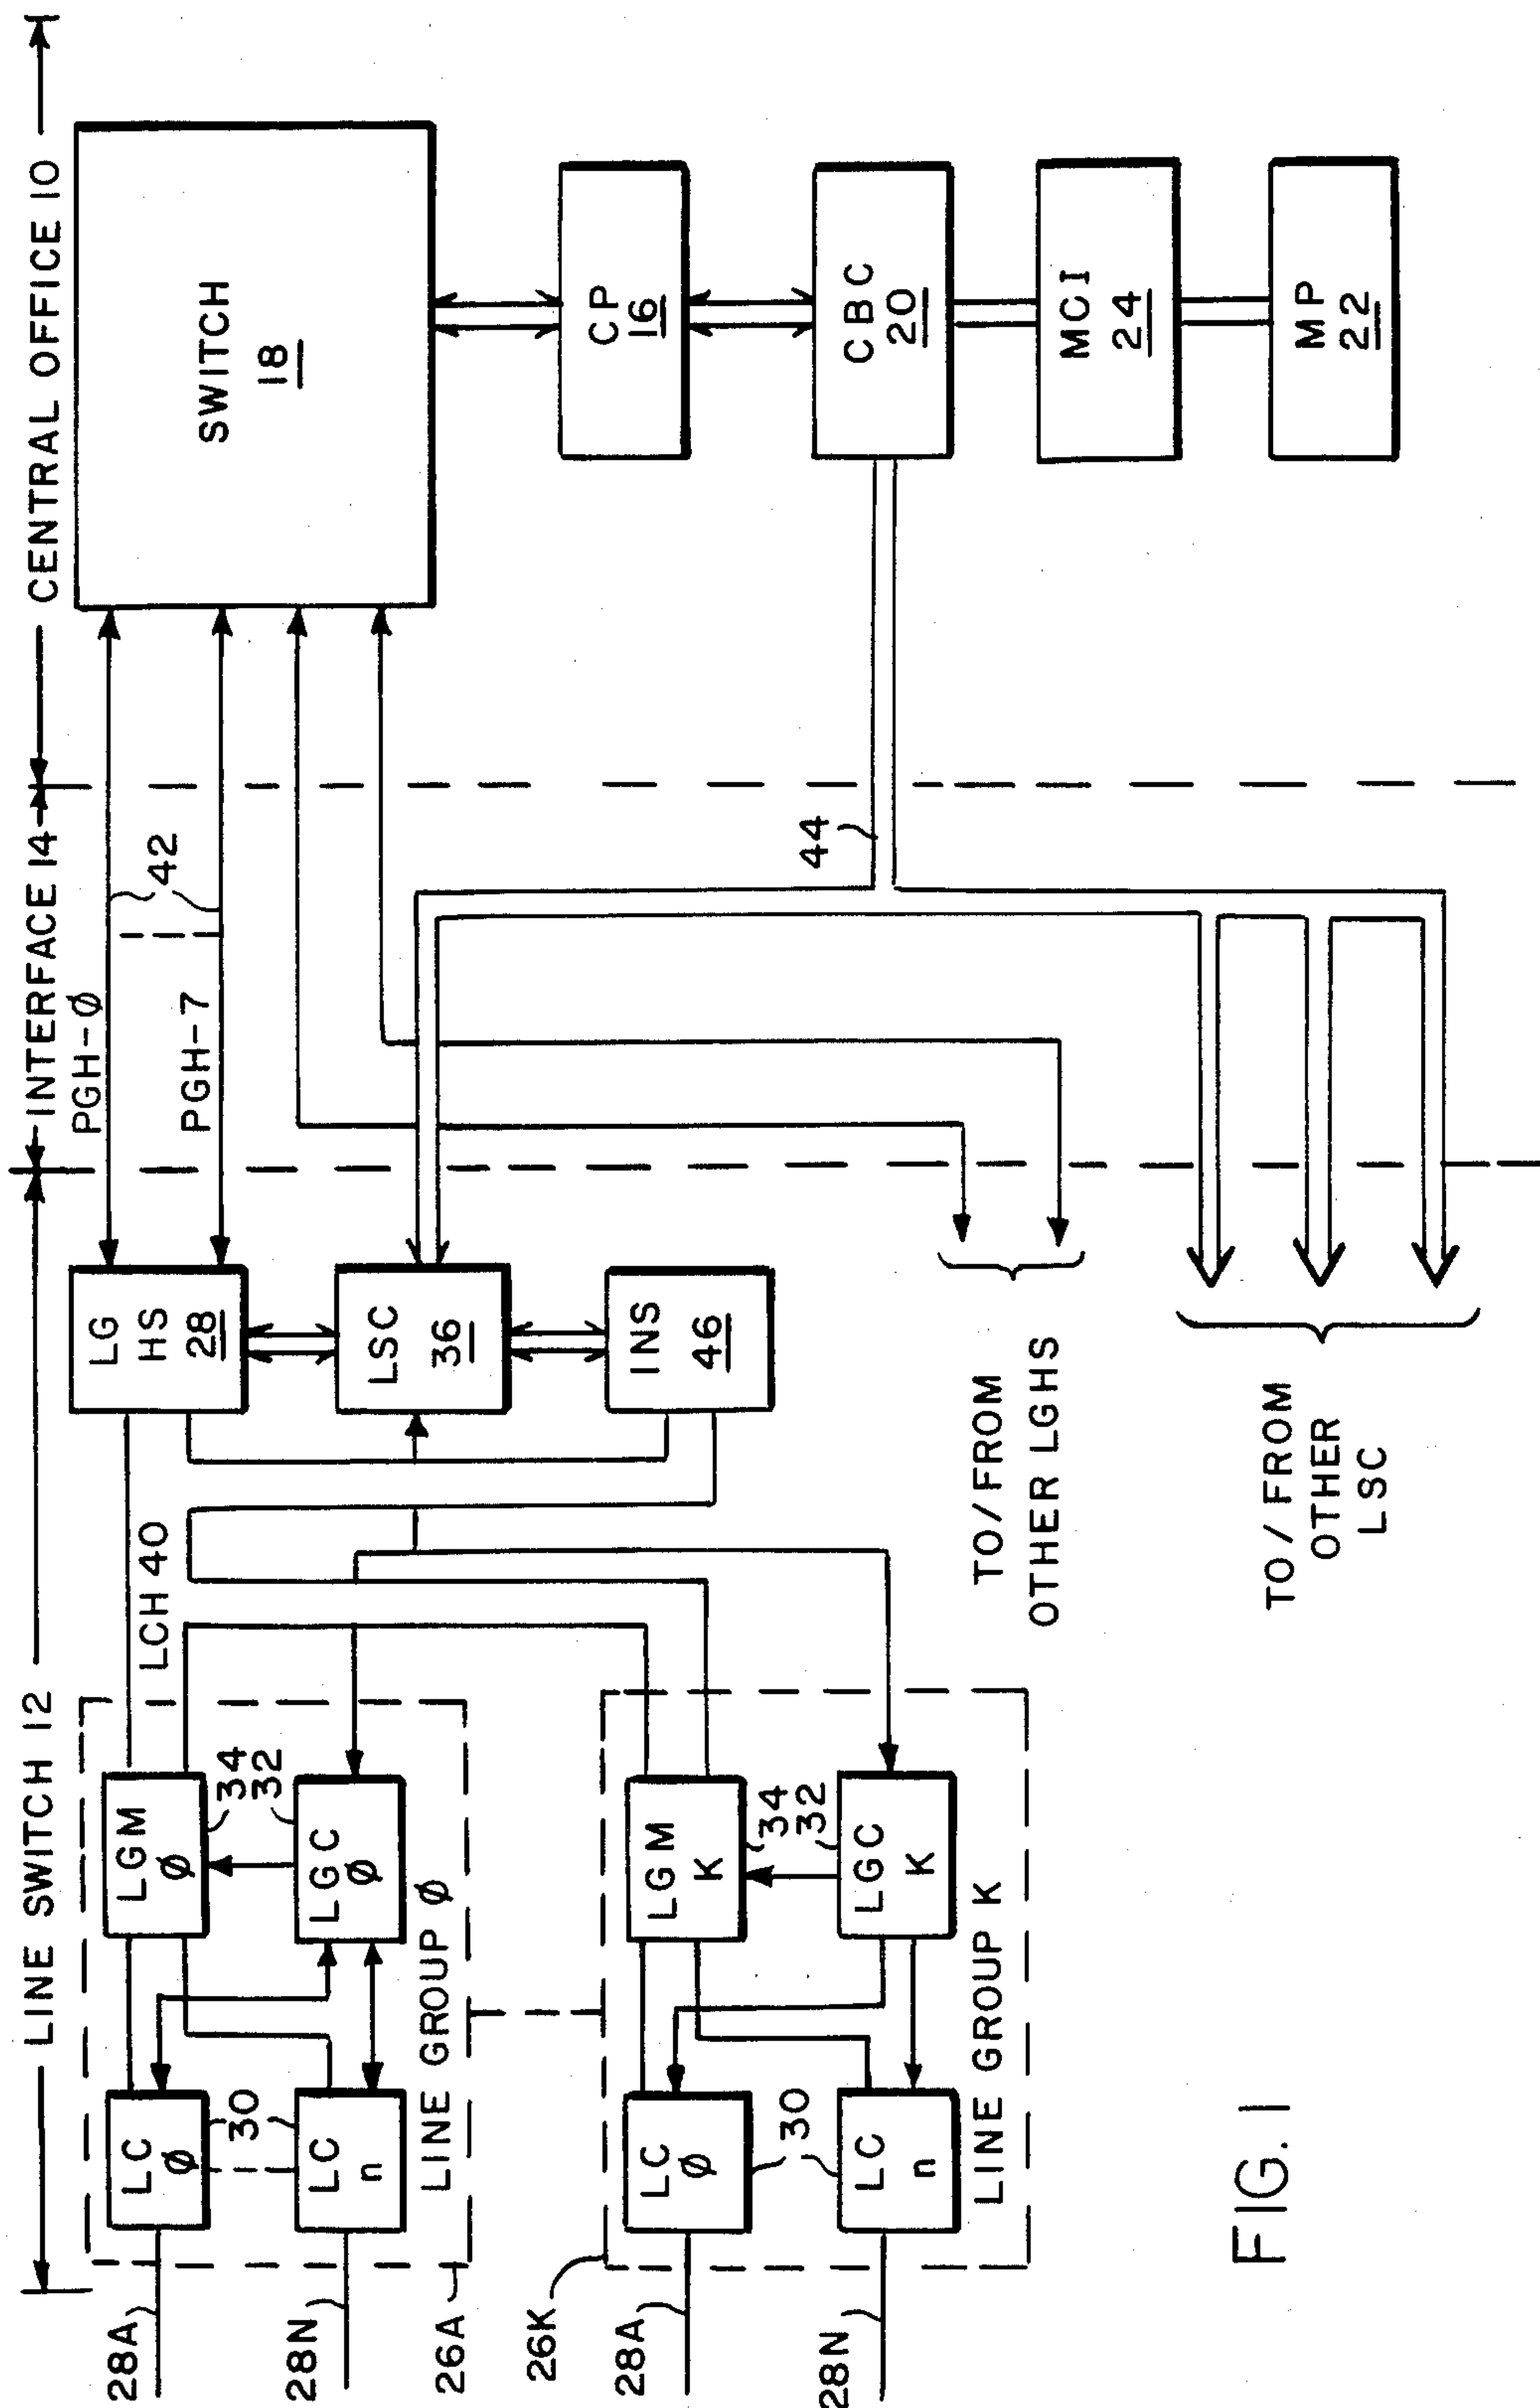 LINE SWITCH 12
INTERFACE 14
CENTRAL OFFICE 10
28A
LC
Ø
30
LGM
Ø
34
32
LCH 40
LG
HS
28
PGH-Ø
PGH-7
42
SWITCH
18
28N
LC
n
LGC
Ø
LINE GROUP Ø
26A
LSC
36
CP
16
26K
INS
46
44
CBC
20
28A
LC
Ø
30
LGM
K
34
32
28N
LC
n
LGC
K
LINE GROUP K
TO/FROM
OTHER LGHS
MCI
24
TO/FROM
OTHER
LSC
MP
22
FIG. 1